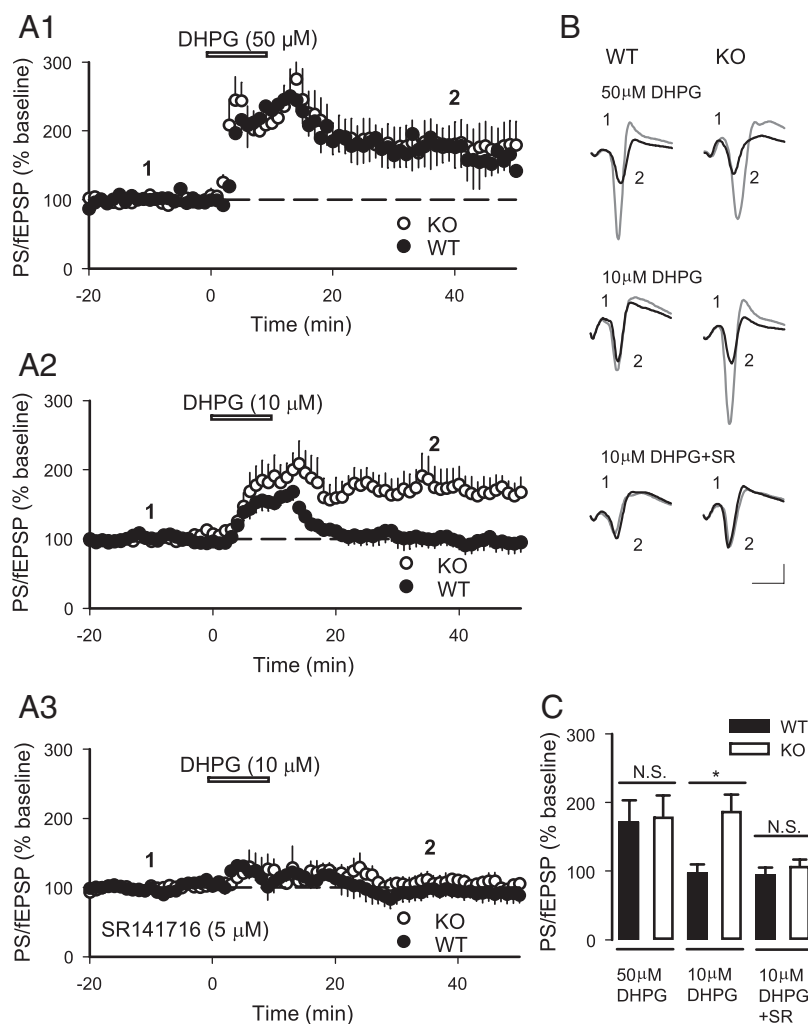 A1
DHPG (50 µM)
300
200
100
0
PS/fEPSP (% baseline)
1
2
KO
WT
-20
0
20
40
Time (min)
A2
DHPG (10 µM)
300
200
100
0
PS/fEPSP (% baseline)
1
2
KO
WT
-20
0
20
40
Time (min)
A3
DHPG (10 µM)
300
200
100
0
PS/fEPSP (% baseline)
1
2
SR141716 (5 µM)
KO
WT
-20
0
20
40
Time (min)
B
WT KO
50µM DHPG
1 1
2 2
10µM DHPG
1 1
2 2
10µM DHPG+SR
1 1
2 2
C
WT
KO
300
200
100
0
PS/fEPSP (% baseline)
N.S.
*
N.S.
50µM
DHPG
10µM
DHPG
10µM
DHPG
+SR